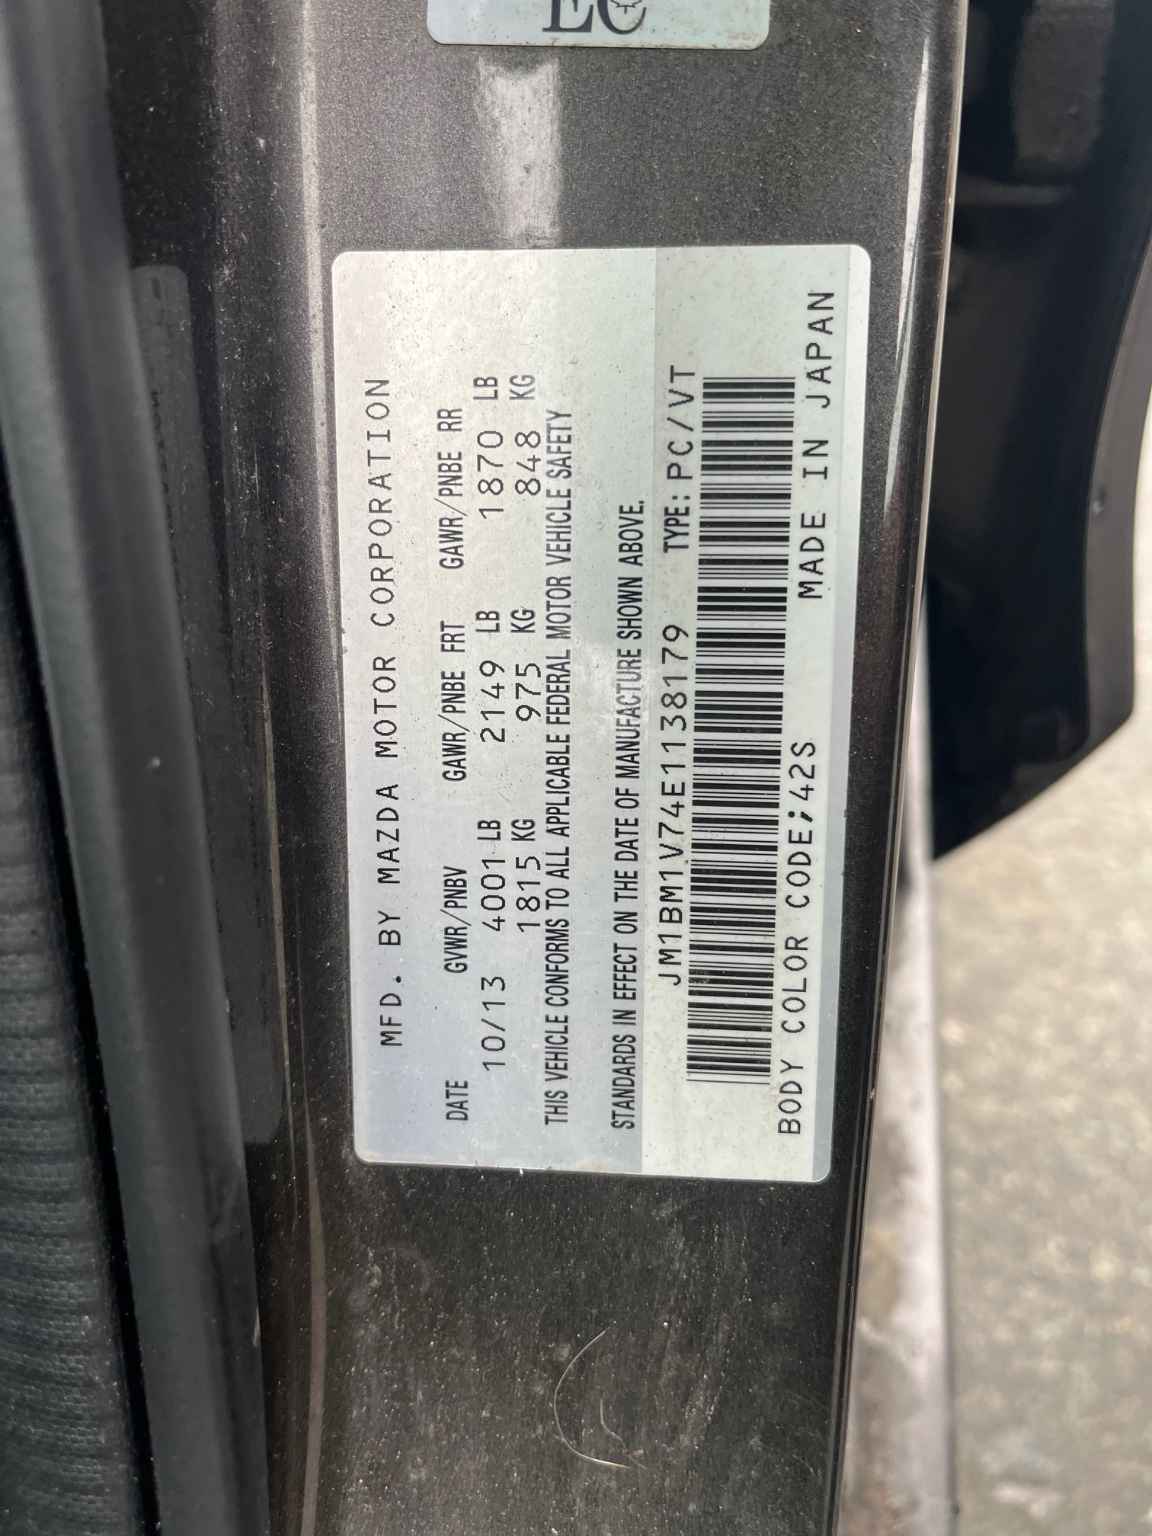 EC
MFD. BY MAZDA MOTOR CORPORATION
DATE GVWR/PNBV GAWR/PNBE FRT GAWR/PNBE RR
10/13 4001 LB 2149 LB 1870 LB
1815 KG 975 KG 848 KG
THIS VEHICLE CONFORMS TO ALL APPLICABLE FEDERAL MOTOR VEHICLE SAFETY
STANDARDS IN EFFECT ON THE DATE OF MANUFACTURE SHOWN ABOVE.
JM1BM1V74E1138179 TYPE: PC/VT
BODY COLOR CODE;42S MADE IN JAPAN